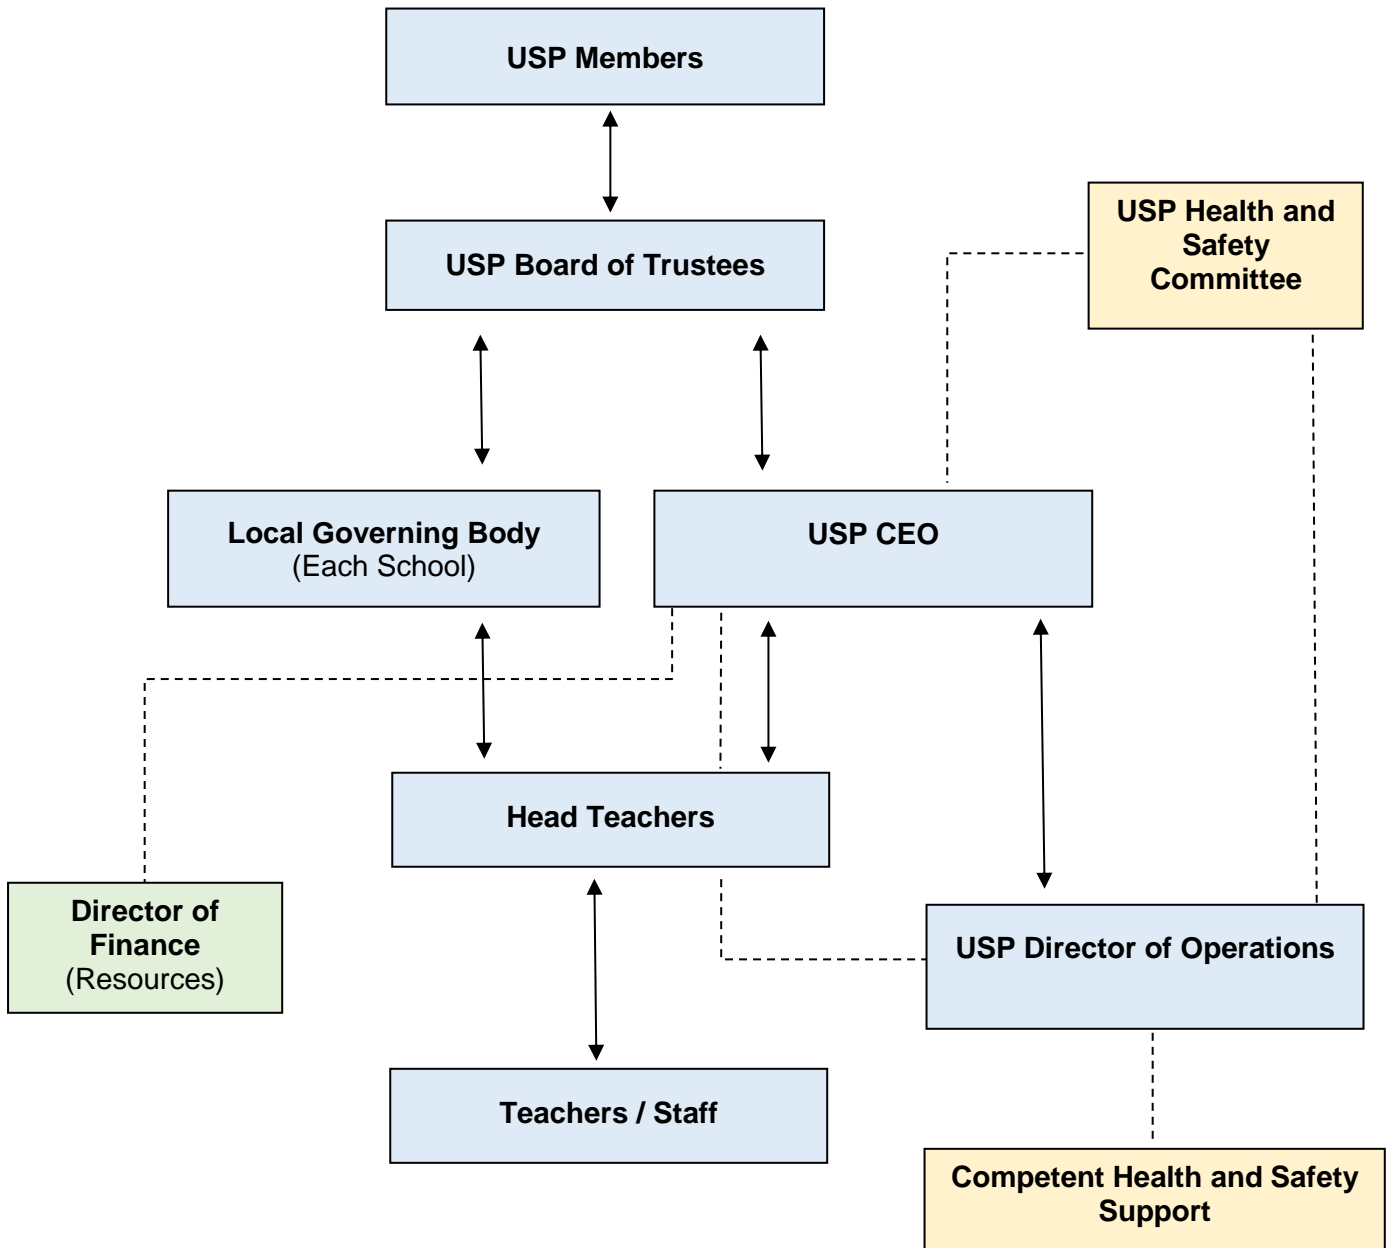 USP Members
USP Health and
Safety
Committee
USP Board of Trustees
Local Governing Body
(Each School)
USP CEO
Head Teachers
Director of
Finance
(Resources)
USP Director of Operations
Teachers / Staff
Competent Health and Safety
Support